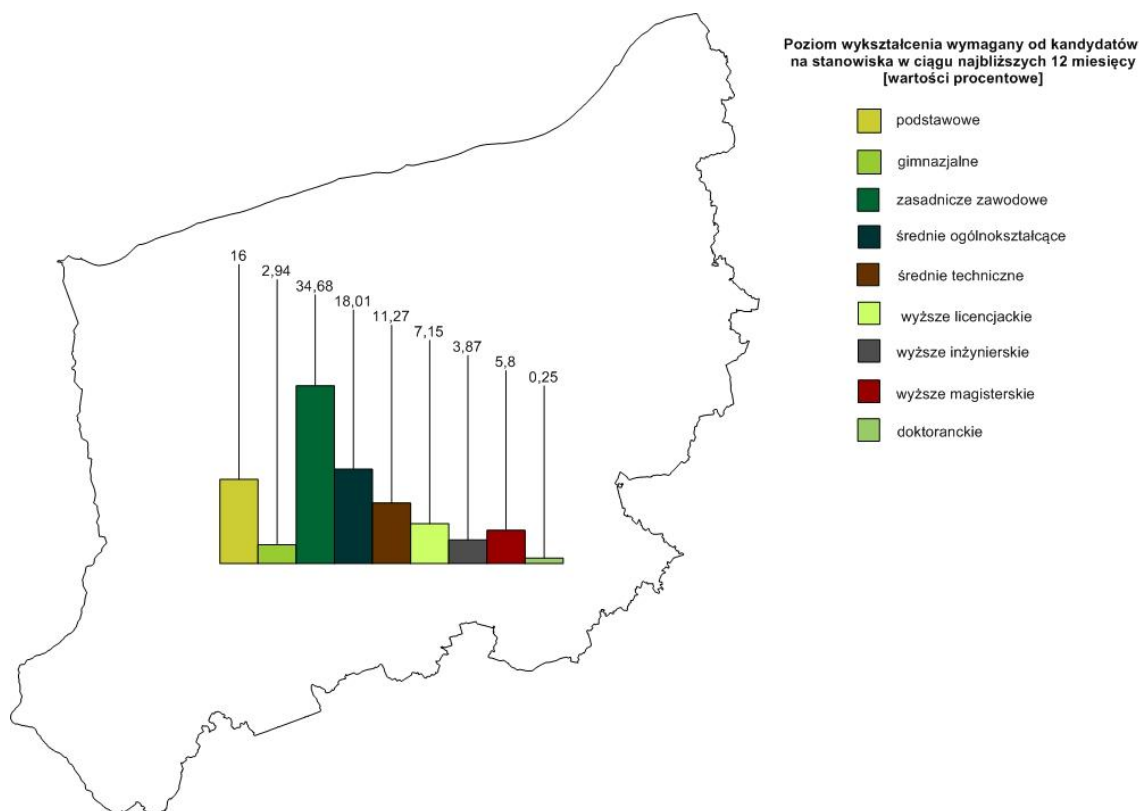 Poziom wykształcenia wymagany od kandydatów
na stanowiska w ciągu najbliższych 12 miesięcy
[wartości procentowe]
podstawowe
gimnazjalne
zasadnicze zawodowe
średnie ogólnokształcące
średnie techniczne
wyższe licencjackie
wyższe inżynierskie
wyższe magisterskie
doktoranckie
16
2,94
34,68
18,01
11,27
7,15
3,87
5,8
0,25